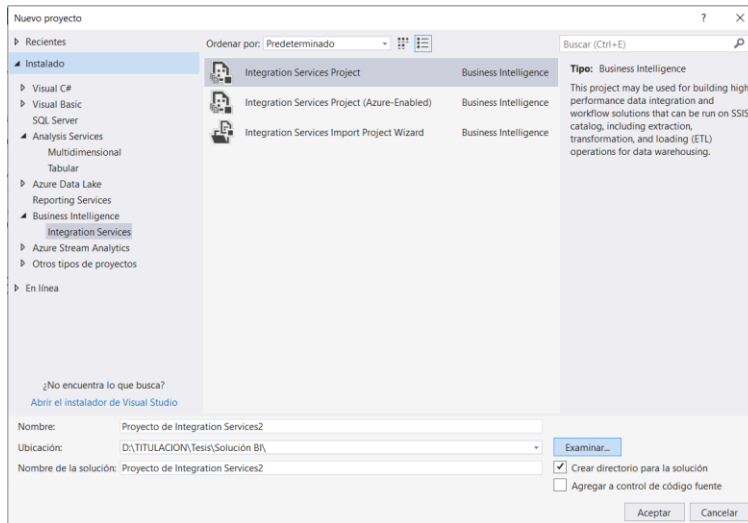 Nuevo proyecto
? ×
Recientes
Instalado
Visual C#
Visual Basic
SQL Server
Analysis Services
Multidimensional
Tabular
Azure Data Lake
Reporting Services
Business Intelligence
Integration Services
Azure Stream Analytics
Otros tipos de proyectos
En línea
¿No encuentra lo que busca?
Abrir el instalador de Visual Studio
Ordenar por: Predeterminado
Integration Services Project Business Intelligence
Integration Services Project (Azure-Enabled) Business Intelligence
Integration Services Import Project Wizard Business Intelligence
Buscar (Ctrl+E)
Tipo: Business Intelligence
This project may be used for building high
performance data integration and
workflow solutions that can be run on SSIS
catalog, including extraction,
transformation, and loading (ETL)
operations for data warehousing.
Nombre: Proyecto de Integration Services2
Ubicación: D:\TITULACION\Tesis\Solución BI\ Examinar...
Nombre de la solución: Proyecto de Integration Services2
Crear directorio para la solución
Agregar a control de código fuente
Aceptar Cancelar